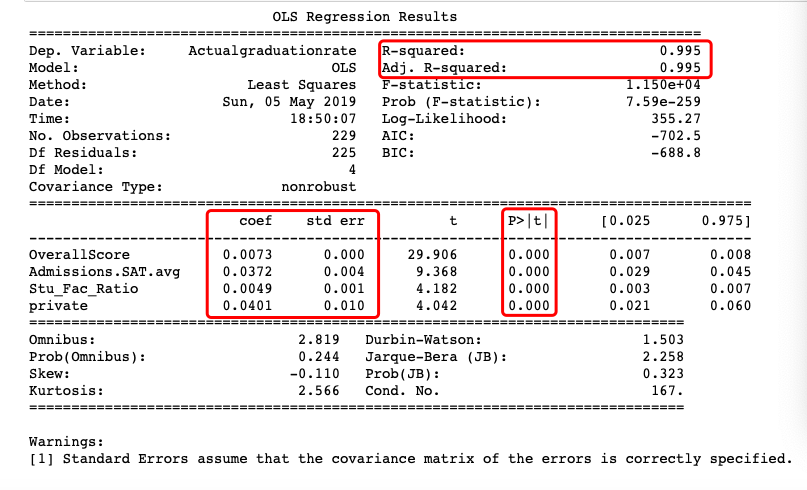 OLS Regression Results
==============================================================================
Dep. Variable: Actualgraduationrate R-squared: 0.995
Model: OLS Adj. R-squared: 0.995
Method: Least Squares F-statistic: 1.150e+04
Date: Sun, 05 May 2019 Prob (F-statistic): 7.59e-259
Time: 18:50:07 Log-Likelihood: 355.27
No. Observations: 229 AIC: -702.5
Df Residuals: 225 BIC: -688.8
Df Model: 4
Covariance Type: nonrobust
==============================================================================
coef std err t P>|t| [0.025 0.975]
------------------------------------------------------------------------------
OverallScore 0.0073 0.000 29.906 0.000 0.007 0.008
Admissions.SAT.avg 0.0372 0.004 9.368 0.000 0.029 0.045
Stu_Fac_Ratio 0.0049 0.001 4.182 0.000 0.003 0.007
private 0.0401 0.010 4.042 0.000 0.021 0.060
==============================================================================
Omnibus: 2.819 Durbin-Watson: 1.503
Prob(Omnibus): 0.244 Jarque-Bera (JB): 2.258
Skew: -0.110 Prob(JB): 0.323
Kurtosis: 2.566 Cond. No. 167.
==============================================================================
Warnings:
[1] Standard Errors assume that the covariance matrix of the errors is correctly specified.